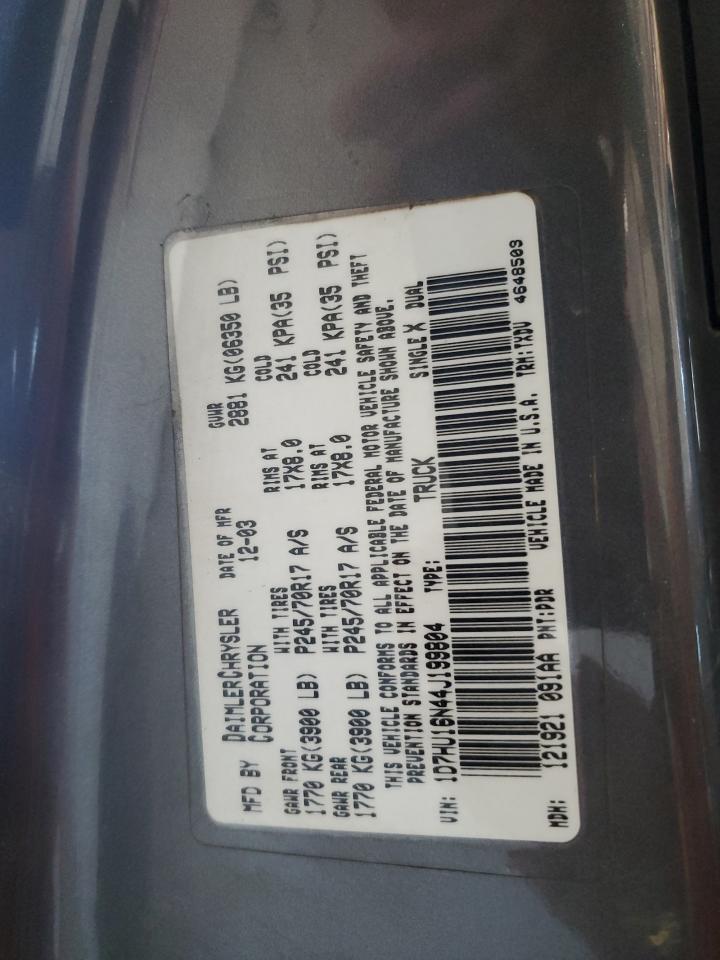 MFD BY DAIMLERCHRYSLER CORPORATION DATE OF MFR 12-03 GVWR 2881 KG(06350 LB)
GAWR FRONT WITH TIRES RIMS AT COLD
1770 KG(3900 LB) P245/70R17 A/S 17X8.0 241 KPA(35 PSI)
GAWR REAR WITH TIRES RIMS AT COLD
1770 KG(3900 LB) P245/70R17 A/S 17X8.0 241 KPA(35 PSI)
THIS VEHICLE CONFORMS TO ALL APPLICABLE FEDERAL MOTOR VEHICLE SAFETY AND THEFT
PREVENTION STANDARDS IN EFFECT ON THE DATE OF MANUFACTURE SHOWN ABOVE.
VIN: 1D7HU16N44J199804 TYPE: TRUCK SINGLE X DUAL
MDH: 121921 091AA PNT:PDR VEHICLE MADE IN U.S.A. TRM:TXDV 4648503